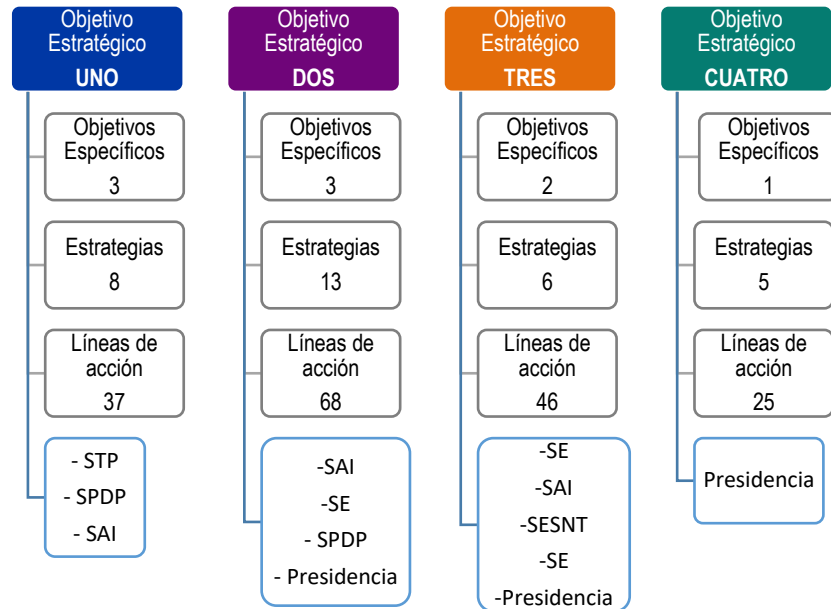 Objetivo
Estratégico
UNO
Objetivos
Específicos
3
Estrategias
8
Líneas de
acción
37
- STP
- SPDP
- SAI
Objetivo
Estratégico
DOS
Objetivos
Específicos
3
Estrategias
13
Líneas de
acción
68
-SAI
-SE
- SPDP
- Presidencia
Objetivo
Estratégico
TRES
Objetivos
Específicos
2
Estrategias
6
Líneas de
acción
46
-SE
-SAI
-SESNT
-SE
-Presidencia
Objetivo
Estratégico
CUATRO
Objetivos
Específicos
1
Estrategias
5
Líneas de
acción
25
Presidencia